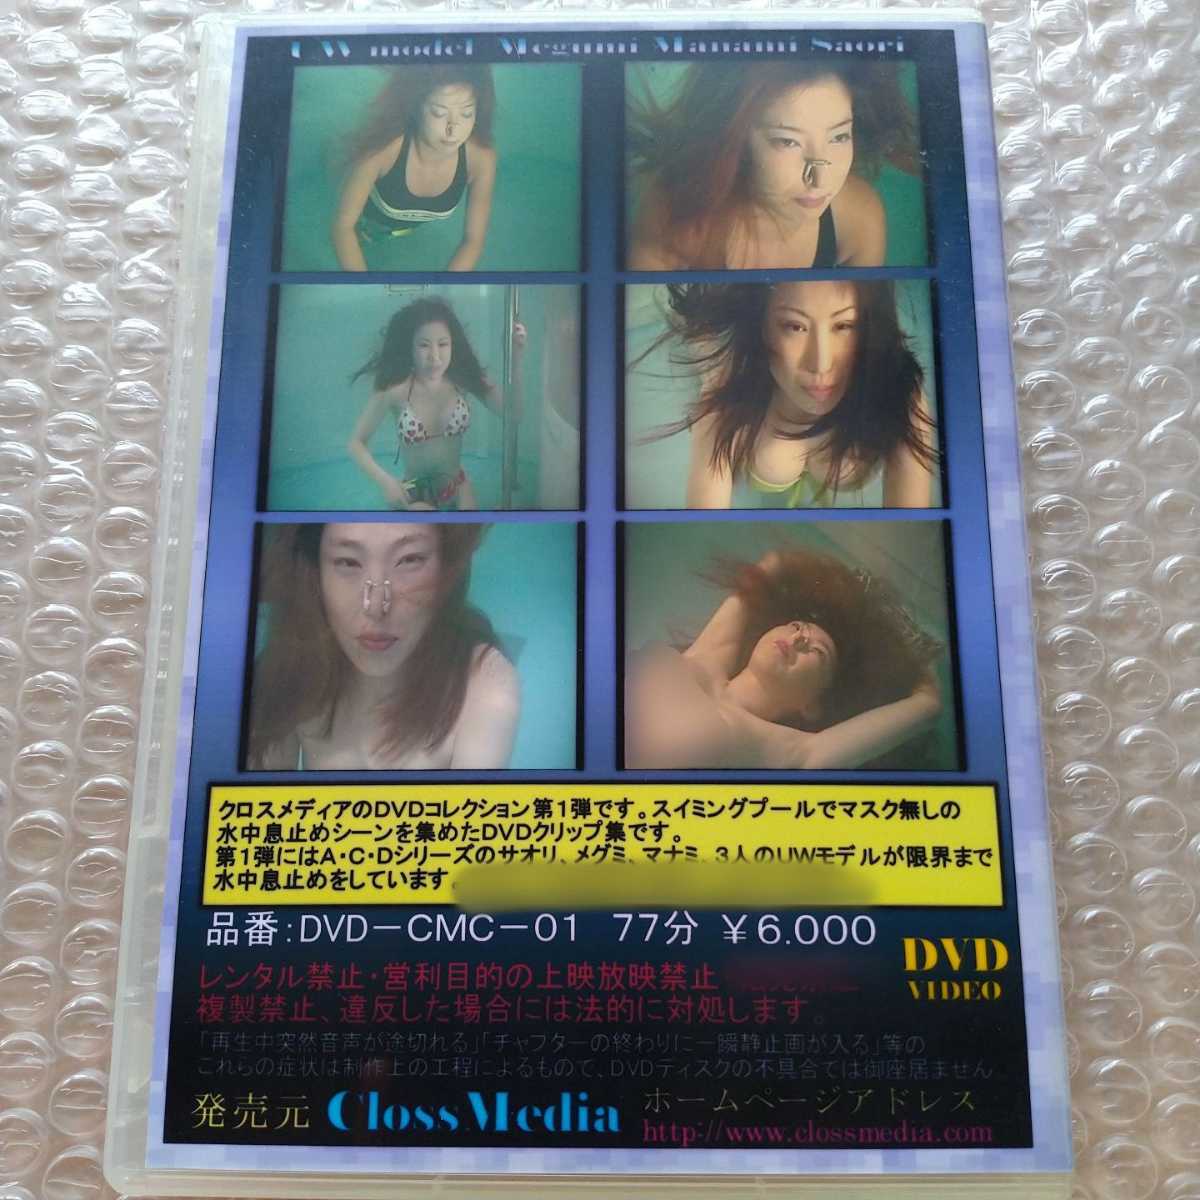 UW model Megumi Manami Saori
クロスメディアのDVDコレクション第1弾です。スイミングプールでマスク無しの
水中息止めシーンを集めたDVDクリップ集です。
第1弾にはA・C・Dシリーズのサオリ、メグミ、マナミ、3人のUWモデルが限界まで
水中息止めをしています。
品番:DVD－CMC－01 77分 ￥6.000
DVD
VIDEO
レンタル禁止・営利目的の上映放映禁止
複製禁止、違反した場合には法的に対処します。
「再生中突然音声が途切れる」「チャプターの終わりに一瞬静止画が入る」等の
これらの症状は制作上の工程によるもので、DVDディスクの不具合では御座居ません
発売元 ClossMedia ホームページアドレス
http://www.clossmedia.com